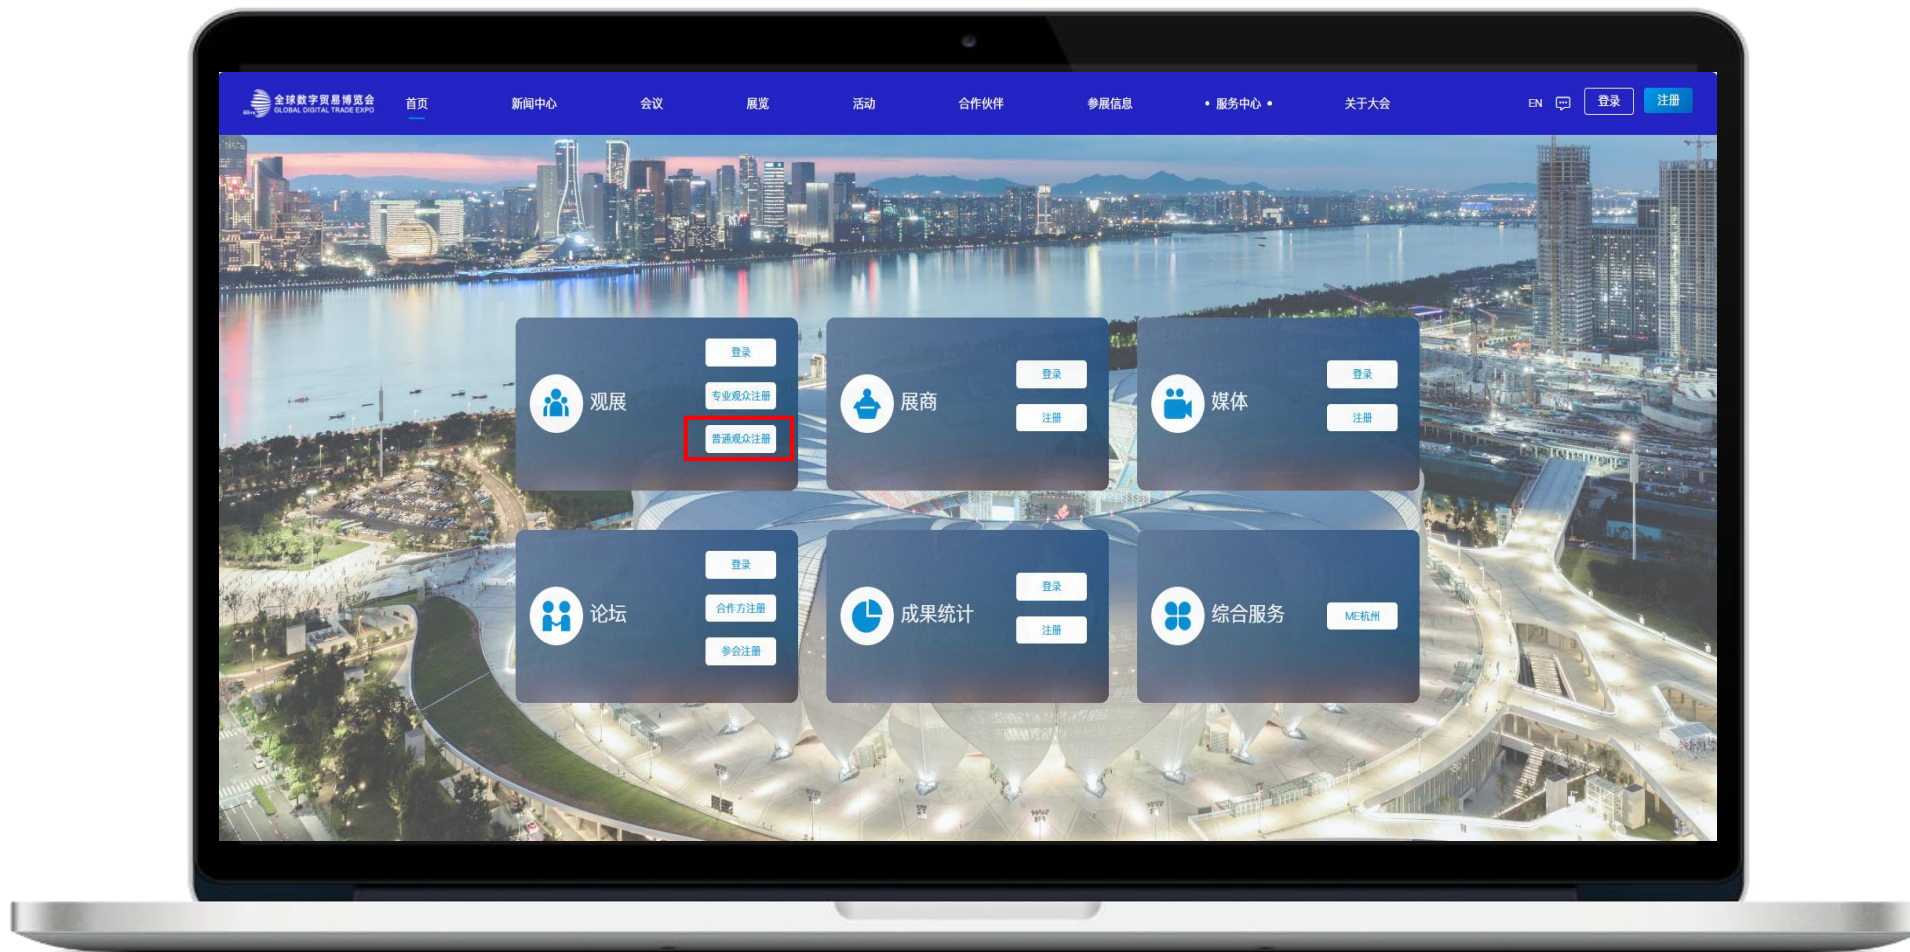 全球数字贸易博览会
GLOBAL DIGITAL TRADE EXPO
首页
新闻中心
会议
展览
活动
合作伙伴
参展信息
• 服务中心 •
关于大会
EN
登录
注册
观展
登录
专业观众注册
普通观众注册
展商
登录
注册
媒体
登录
注册
论坛
登录
合作方注册
参会注册
成果统计
登录
注册
综合服务
ME杭州